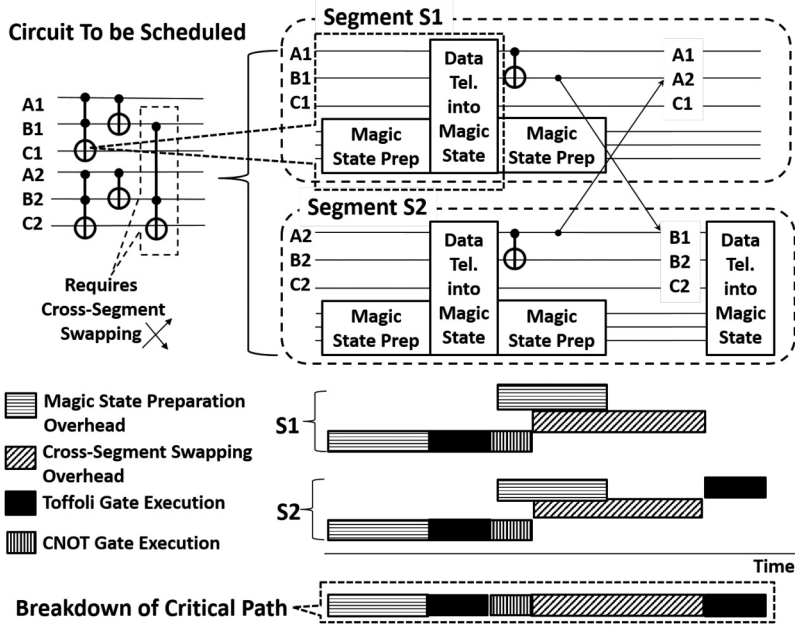 Circuit To be Scheduled
A1
B1
C1
A2
B2
C2
Requires
Cross-Segment
Swapping
Segment S1
A1
B1
C1
Magic
State Prep
Data
Tel.
into
Magic
State
Magic
State Prep
A1
A2
C1
Segment S2
A2
B2
C2
Magic
State Prep
Data
Tel.
into
Magic
State
Magic
State Prep
B1
B2
C2
Data
Tel.
into
Magic
State
Magic State Preparation
Overhead
Cross-Segment Swapping
Overhead
Toffoli Gate Execution
CNOT Gate Execution
S1
S2
Time
Breakdown of Critical Path